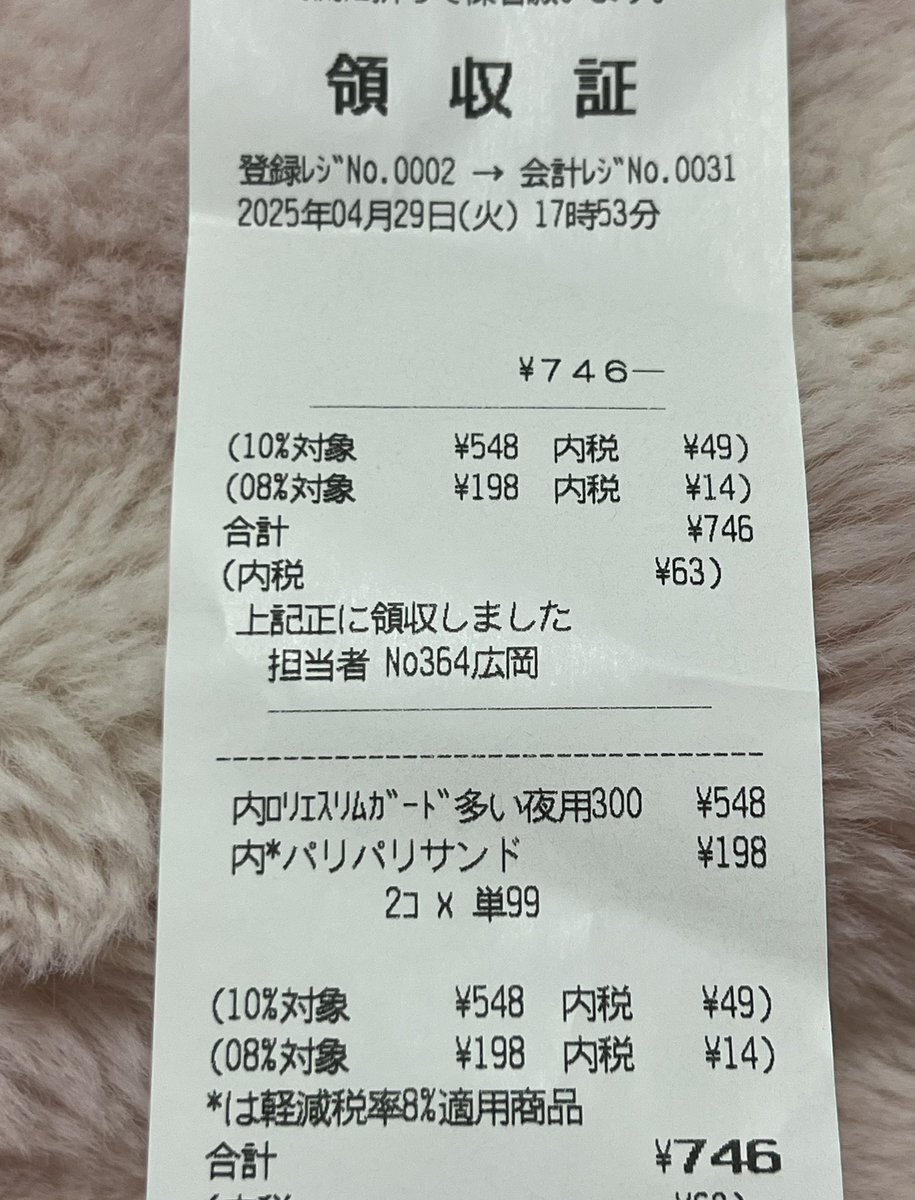 領収証
登録ﾚｼﾞNo.0002 → 会計ﾚｼﾞNo.0031
2025年04月29日(火) 17時53分
¥746−
(10%対象 ¥548 内税 ¥49)
(08%対象 ¥198 内税 ¥14)
合計 ¥746
(内税 ¥63)
上記正に領収しました
担当者 No364広岡
内ﾛﾘｴｽﾘﾑｶﾞｰﾄﾞ多い夜用300 ¥548
内*パリパリサンド ¥198
2コ X 単99
(10%対象 ¥548 内税 ¥49)
(08%対象 ¥198 内税 ¥14)
*は軽減税率8%適用商品
合計 ¥746